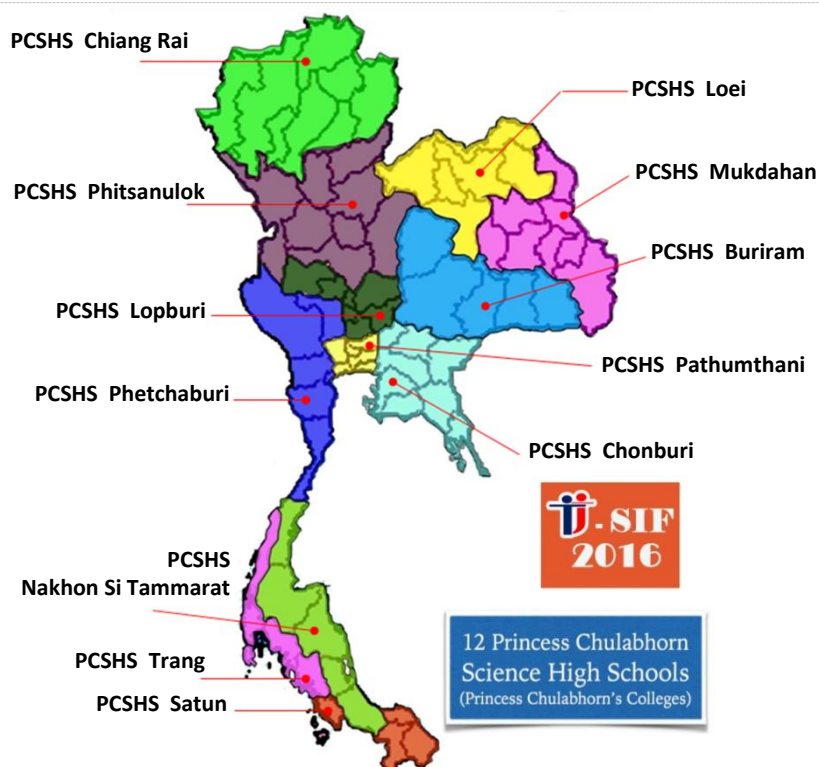 PCSHS Chiang Rai
PCSHS Loei
PCSHS Mukdahan
PCSHS Phitsanulok
PCSHS Buriram
PCSHS Lopburi
PCSHS Pathumthani
PCSHS Phetchaburi
PCSHS Chonburi
TJ-SIF
2016
PCSHS
Nakhon Si Tammarat
12 Princess Chulabhorn
Science High Schools
(Princess Chulabhorn's Colleges)
PCSHS Trang
PCSHS Satun